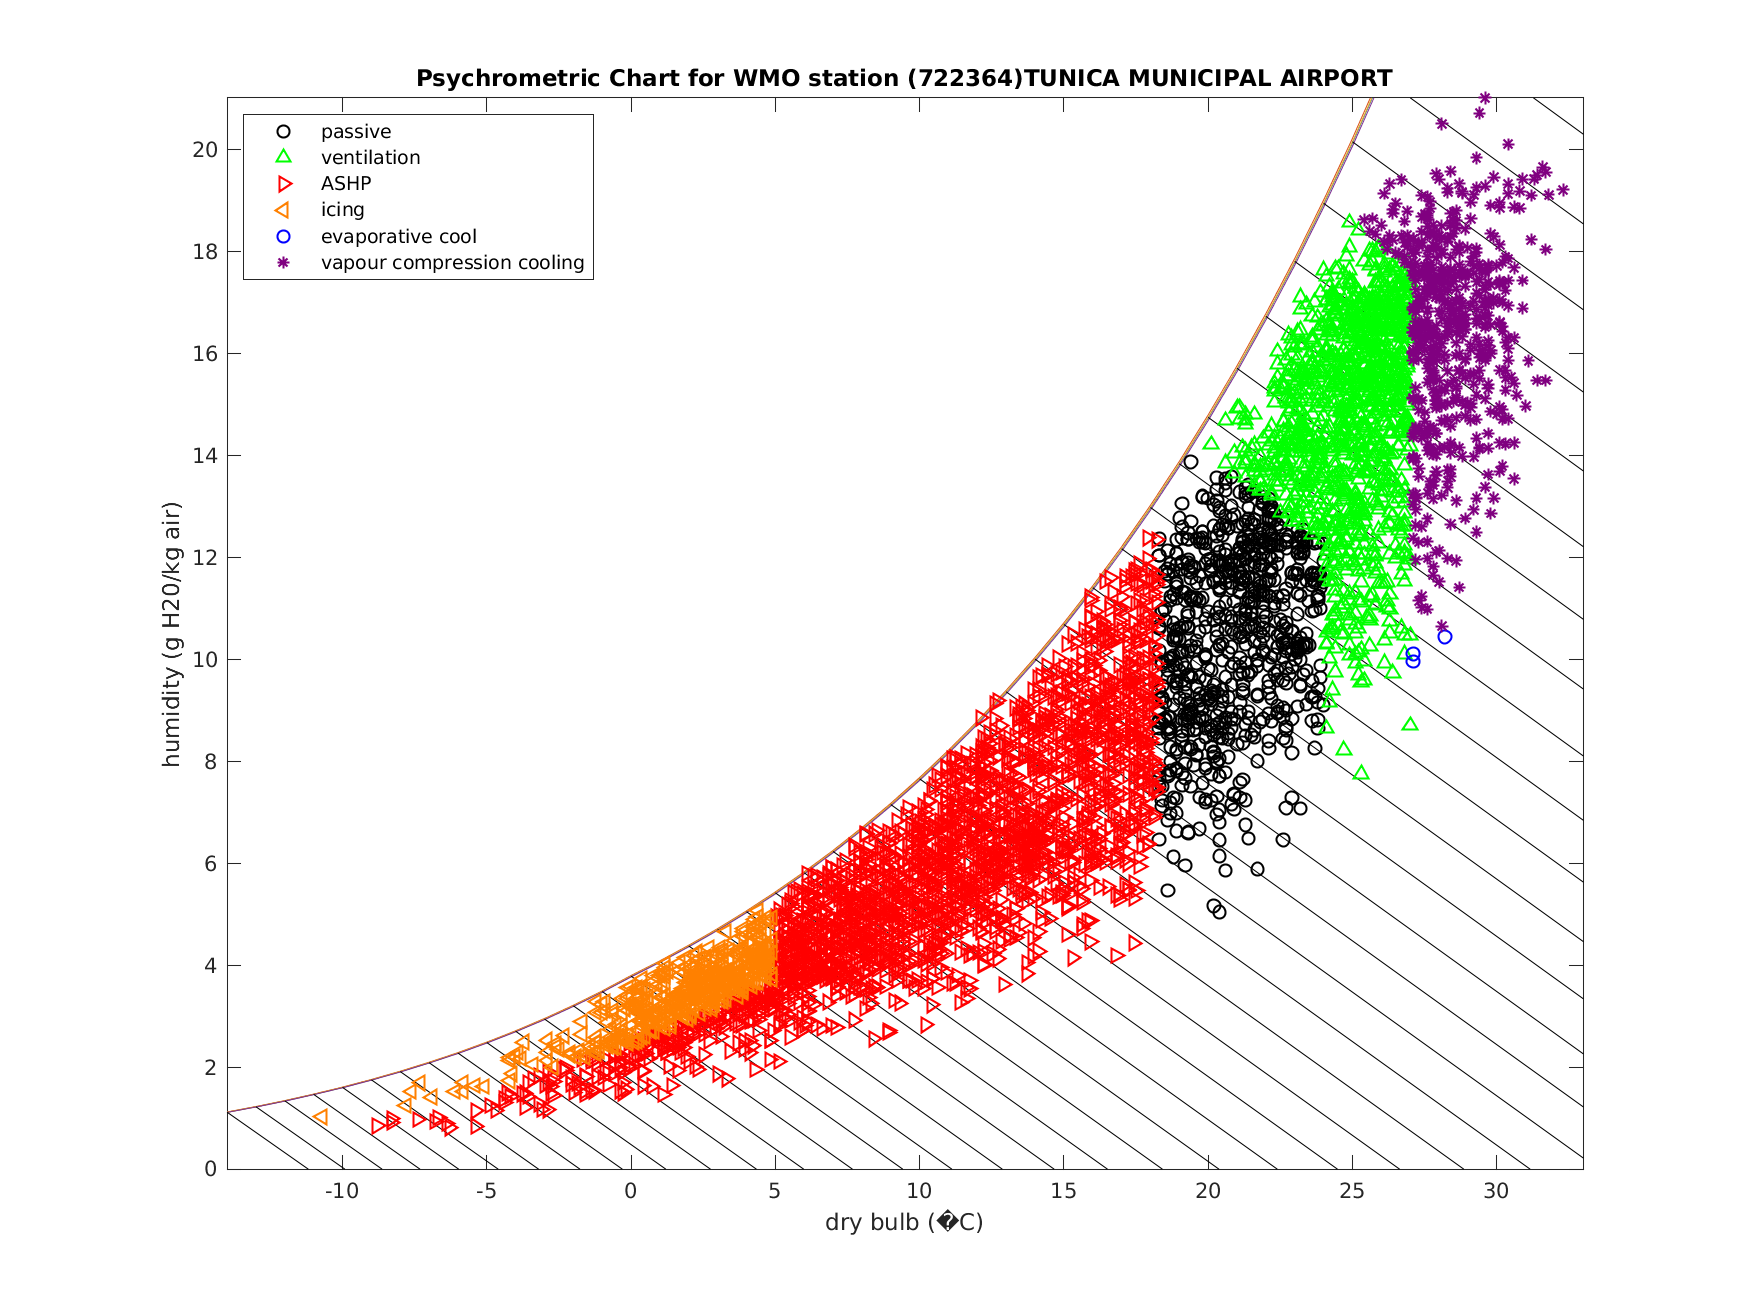 Psychrometric Chart for WMO station (722364)TUNICA MUNICIPAL AIRPORT
passive
ventilation
ASHP
icing
evaporative cool
vapour compression cooling
humidity (g H20/kg air)
20
18
16
14
12
10
8
6
4
2
0
-10 -5 0 5 10 15 20 25 30
dry bulb (�C)